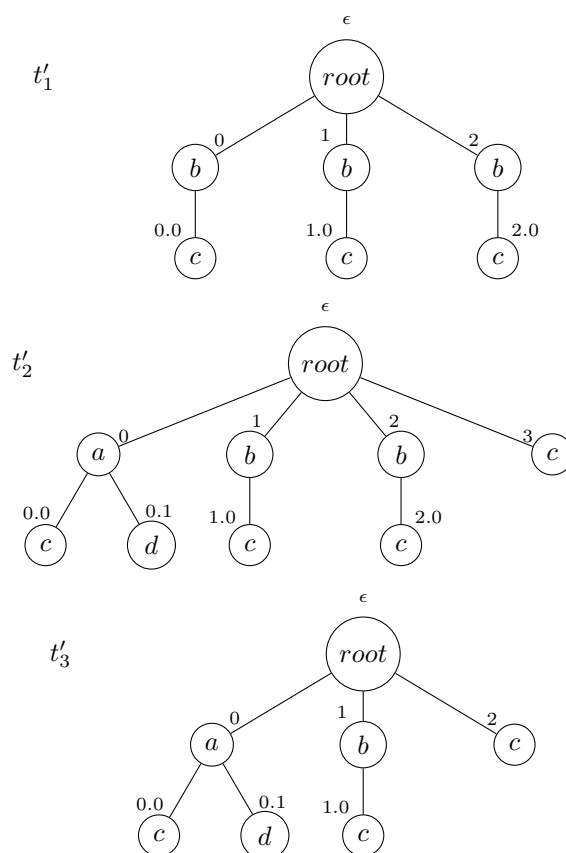 ϵ
t′₁
root
0 1 2
b b b
0.0 1.0 2.0
c c c
ϵ
t′₂
root
0 1 2 3
a b b c
0.0 0.1 1.0 2.0
c d c c
ϵ
t′₃
root
0 1 2
a b c
0.0 0.1 1.0
c d c